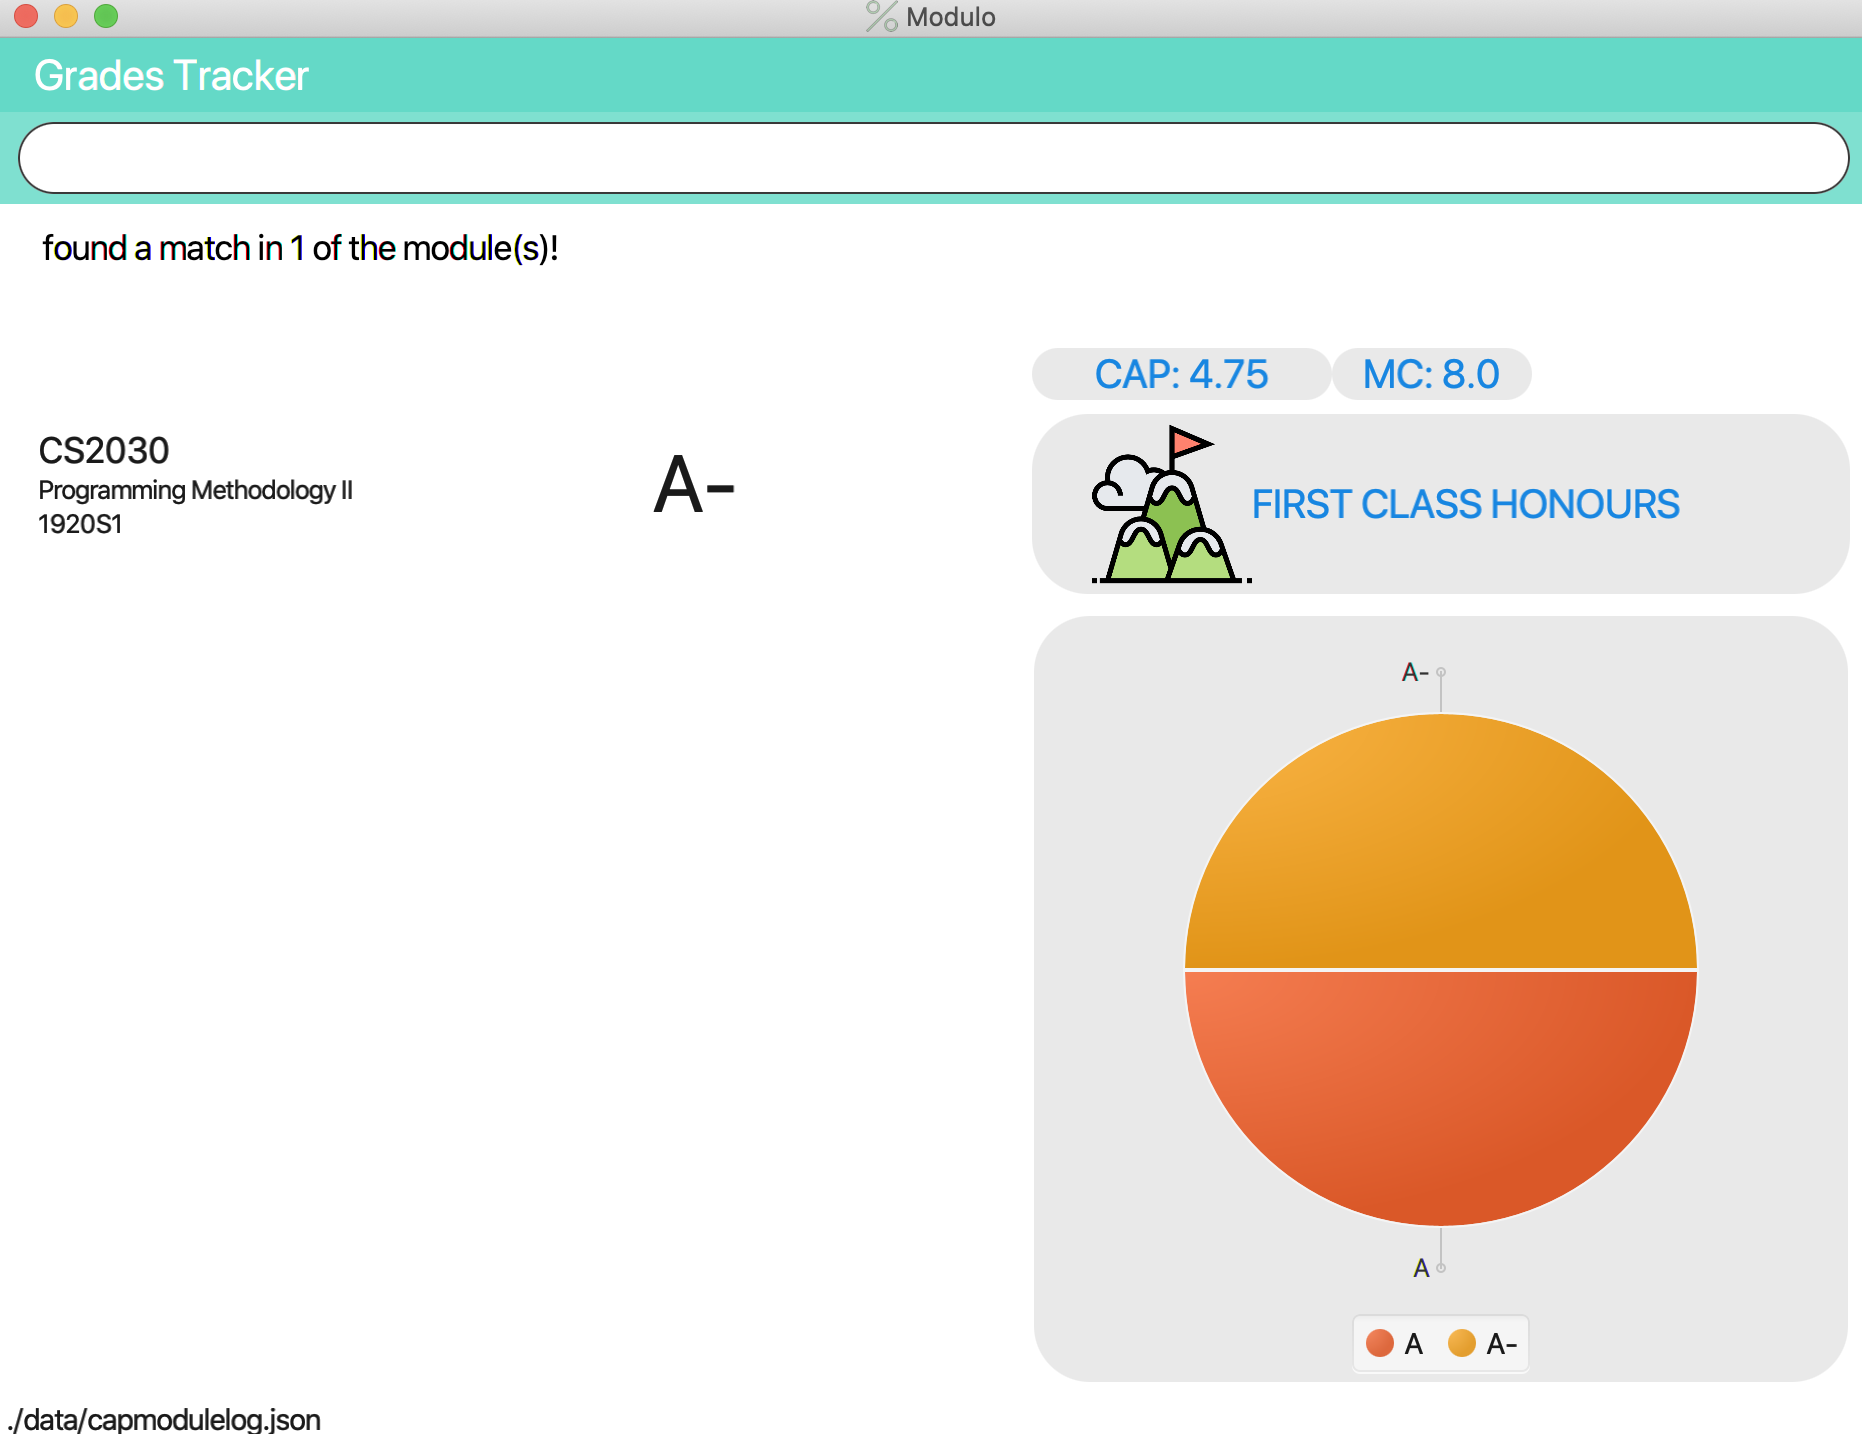 Modulo
Grades Tracker
found a match in 1 of the module(s)!
CAP: 4.75
MC: 8.0
CS2030
Programming Methodology II
1920S1
A-
FIRST CLASS HONOURS
A-
A
A
A-
./data/capmodulelog.json